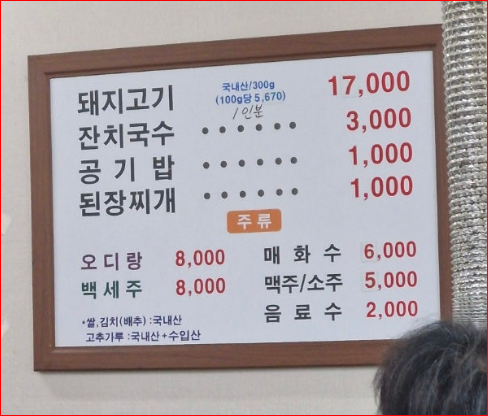 돼지고기 국내산/300g (100g당 5,670) 1인분 17,000
잔치국수 •••••• 3,000
공기밥 •••••• 1,000
된장찌개 •••••• 1,000
주류
오디랑 8,000 매화수 6,000
백세주 8,000 맥주/소주 5,000
음료수 2,000
*쌀,김치(배추):국내산
고추가루:국내산+수입산